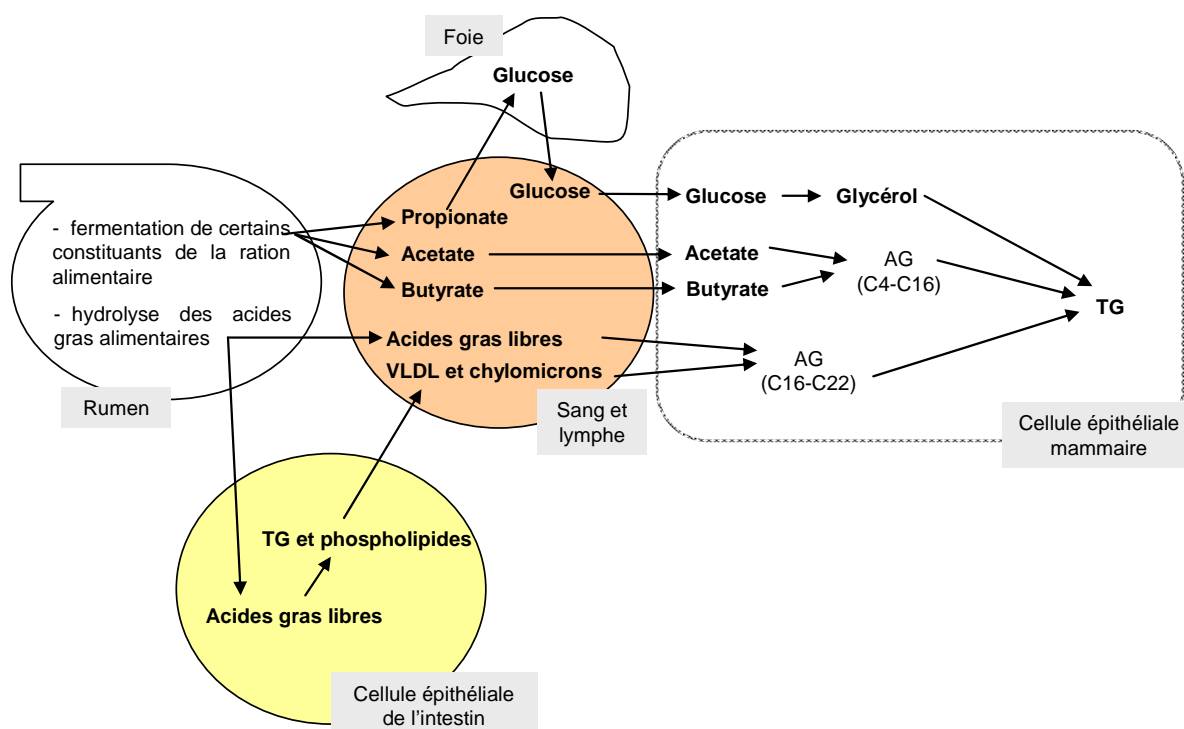 Foie
Glucose
Glucose
Propionate
Acetate
Butyrate
Acides gras libres
VLDL et chylomicrons
Sang et
lymphe
- fermentation de certains
constituants de la ration
alimentaire
- hydrolyse des acides
gras alimentaires
Rumen
Glucose
Glycérol
Acetate
Butyrate
AG
(C4-C16)
TG
AG
(C16-C22)
Cellule épithéliale
mammaire
TG et phospholipides
Acides gras libres
Cellule épithéliale
de l’intestin